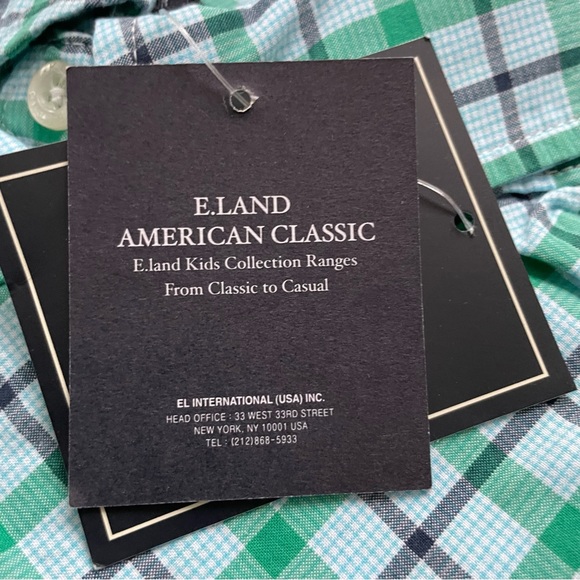 E.LAND
AMERICAN CLASSIC
E.land Kids Collection Ranges
From Classic to Casual
EL INTERNATIONAL (USA) INC.
HEAD OFFICE : 33 WEST 33RD STREET
NEW YORK, NY 10001 USA
TEL : (212)868-5933